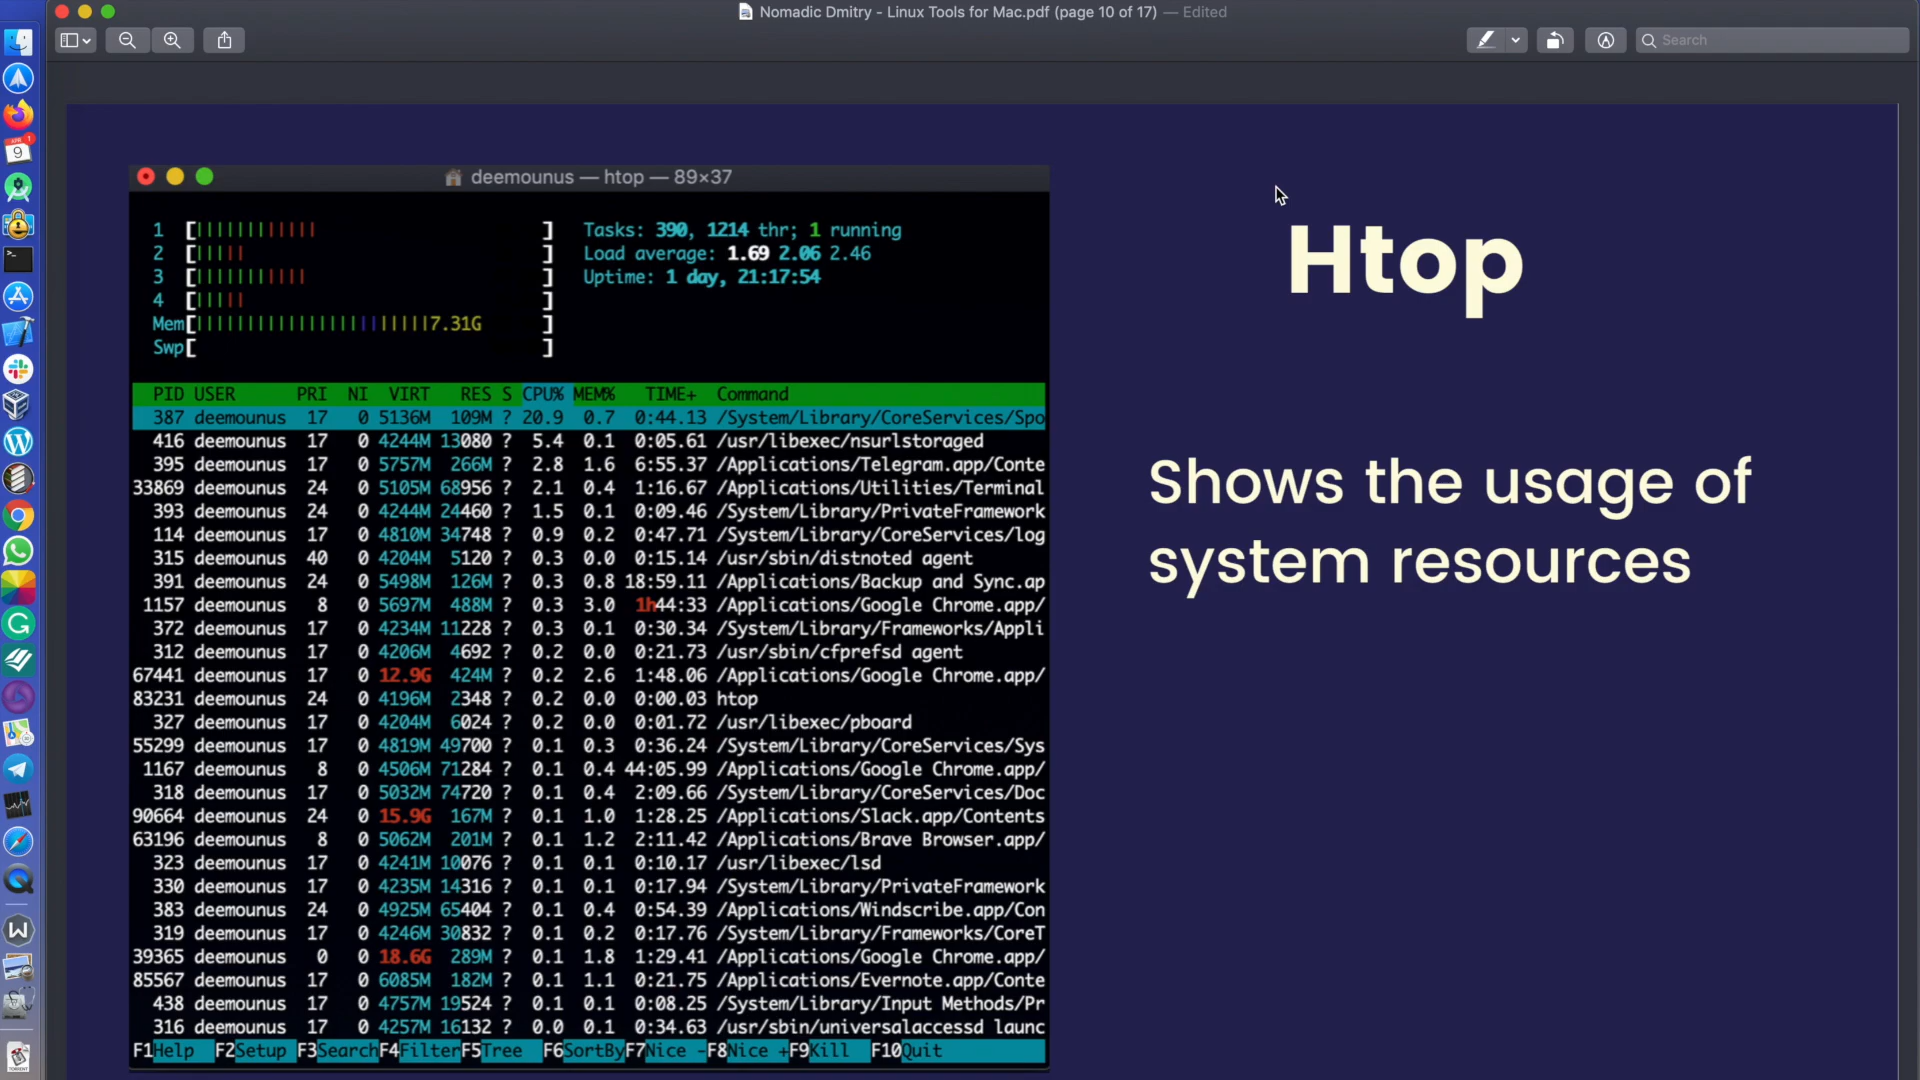 Nomadic Dmitry - Linux Tools for Mac.pdf (page 10 of 17) — Edited
Search
deemounus — htop — 89×37
1 [||||||||||||| ] Tasks: 390, 1214 thr; 1 running
2 [||||| ] Load average: 1.69 2.06 2.46
3 [||||||||||| ] Uptime: 1 day, 21:17:54
4 [||||| ]
Mem[||||||||||||||||||||||||7.31G ]
Swp[ ]
PID USER PRI NI VIRT RES S CPU% MEM% TIME+ Command
387 deemounus 17 0 5136M 109M ? 20.9 0.7 0:44.13 /System/Library/CoreServices/Spo
416 deemounus 17 0 4244M 13080 ? 5.4 0.1 0:05.61 /usr/libexec/nsurlstoraged
395 deemounus 17 0 5757M 266M ? 2.8 1.6 6:55.37 /Applications/Telegram.app/Conte
33869 deemounus 24 0 5105M 68956 ? 2.1 0.4 1:16.67 /Applications/Utilities/Terminal
393 deemounus 24 0 4244M 24460 ? 1.5 0.1 0:09.46 /System/Library/PrivateFramework
114 deemounus 17 0 4810M 34748 ? 0.9 0.2 0:47.71 /System/Library/CoreServices/log
315 deemounus 40 0 4204M 5120 ? 0.3 0.0 0:15.14 /usr/sbin/distnoted agent
391 deemounus 24 0 5498M 126M ? 0.3 0.8 18:59.11 /Applications/Backup and Sync.ap
1157 deemounus 8 0 5697M 488M ? 0.3 3.0 1h44:33 /Applications/Google Chrome.app/
372 deemounus 17 0 4234M 11228 ? 0.3 0.1 0:30.34 /System/Library/Frameworks/Appli
312 deemounus 17 0 4206M 4692 ? 0.2 0.0 0:21.73 /usr/sbin/cfprefsd agent
67441 deemounus 17 0 12.9G 424M ? 0.2 2.6 1:48.06 /Applications/Google Chrome.app/
83231 deemounus 24 0 4196M 2348 ? 0.2 0.0 0:00.03 htop
327 deemounus 17 0 4204M 6024 ? 0.2 0.0 0:01.72 /usr/libexec/pboard
55299 deemounus 17 0 4819M 49700 ? 0.1 0.3 0:36.24 /System/Library/CoreServices/Sys
1167 deemounus 8 0 4506M 71284 ? 0.1 0.4 44:05.99 /Applications/Google Chrome.app/
318 deemounus 17 0 5032M 74720 ? 0.1 0.4 2:09.66 /System/Library/CoreServices/Doc
90664 deemounus 24 0 15.9G 167M ? 0.1 1.0 1:28.25 /Applications/Slack.app/Contents
63196 deemounus 8 0 5062M 201M ? 0.1 1.2 2:11.42 /Applications/Brave Browser.app/
323 deemounus 17 0 4241M 10076 ? 0.1 0.1 0:10.17 /usr/libexec/lsd
330 deemounus 17 0 4235M 14316 ? 0.1 0.1 0:17.94 /System/Library/PrivateFramework
383 deemounus 24 0 4925M 65404 ? 0.1 0.4 0:54.39 /Applications/Windscribe.app/Con
319 deemounus 17 0 4246M 30832 ? 0.1 0.2 0:17.76 /System/Library/Frameworks/CoreT
39365 deemounus 0 0 18.6G 289M ? 0.1 1.8 1:29.41 /Applications/Google Chrome.app/
85567 deemounus 17 0 6085M 182M ? 0.1 1.1 0:21.75 /Applications/Evernote.app/Conte
438 deemounus 17 0 4757M 19524 ? 0.1 0.1 0:08.25 /System/Library/Input Methods/Pr
316 deemounus 17 0 4257M 16132 ? 0.0 0.1 0:34.63 /usr/sbin/universalaccessd launc
F1Help F2Setup F3SearchF4FilterF5Tree F6SortByF7Nice -F8Nice +F9Kill F10Quit
Htop
Shows the usage of
system resources